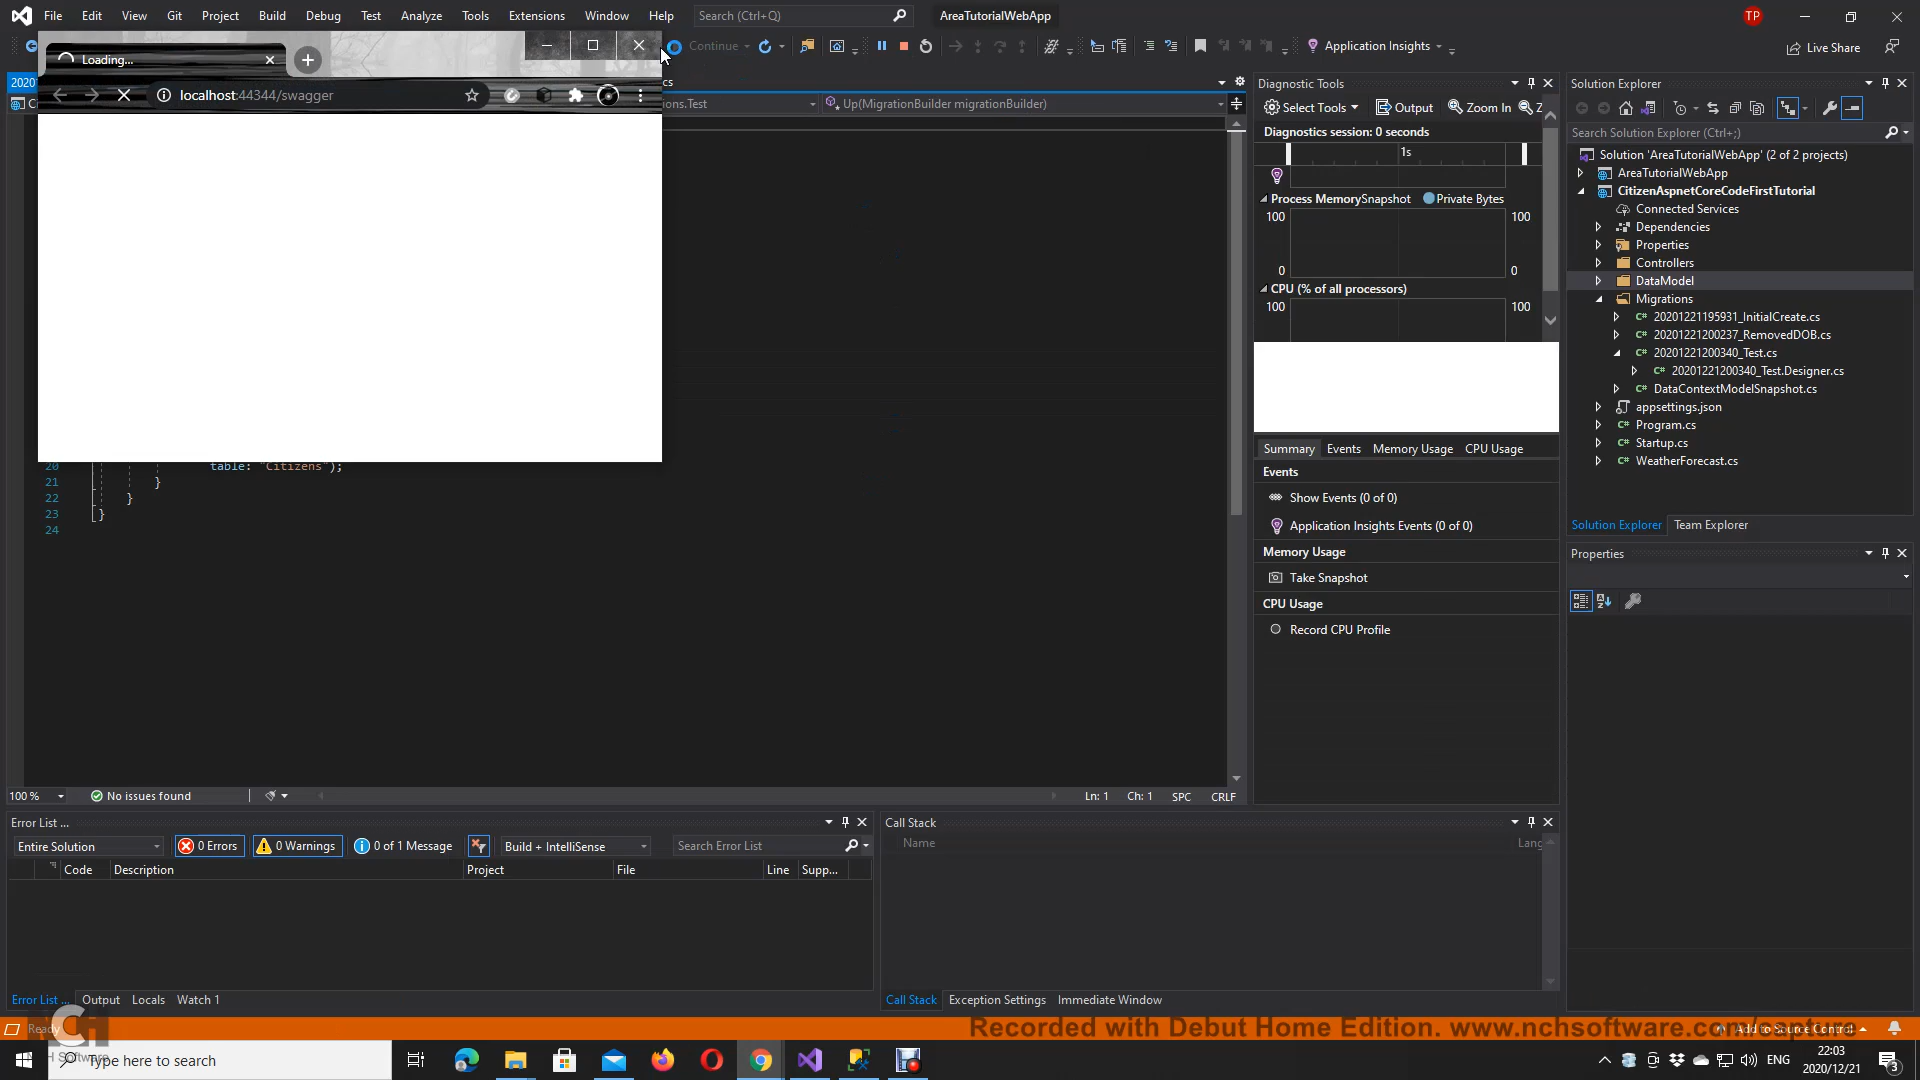 File Edit View Git Project Build Debug Test Analyze Tools Extensions Window Help Search (Ctrl+Q) AreaTutorialWebApp TP
Loading...
Continue
Application Insights
Live Share
20201
cs
localhost:44344/swagger
ons.Test
Up(MigrationBuilder migrationBuilder)
20 table: "Citizens");
21 }
22 }
23 }
24
100 % No issues found Ln: 1 Ch: 1 SPC CRLF
Diagnostic Tools
Select Tools Output Zoom In Z
Diagnostics session: 0 seconds
1s
Process Memory Snapshot Private Bytes
100 100
0 0
CPU (% of all processors)
100 100
Summary Events Memory Usage CPU Usage
Events
Show Events (0 of 0)
Application Insights Events (0 of 0)
Memory Usage
Take Snapshot
CPU Usage
Record CPU Profile
Solution Explorer
Search Solution Explorer (Ctrl+;)
Solution 'AreaTutorialWebApp' (2 of 2 projects)
AreaTutorialWebApp
CitizenAspnetCoreCodeFirstTutorial
Connected Services
Dependencies
Properties
Controllers
DataModel
Migrations
20201221195931_InitialCreate.cs
20201221200237_RemovedDOB.cs
20201221200340_Test.cs
20201221200340_Test.Designer.cs
DataContextModelSnapshot.cs
appsettings.json
Program.cs
Startup.cs
WeatherForecast.cs
Solution Explorer Team Explorer
Properties
Error List ...
Entire Solution 0 Errors 0 Warnings 0 of 1 Message Build + IntelliSense Search Error List
Code Description Project File Line Supp...
Error List ... Output Locals Watch 1
Call Stack
Name Lang
Call Stack Exception Settings Immediate Window
Ready
Add to Source Control
Recorded with Debut Home Edition. www.nchsoftware.com/capture
NCH Software
Type here to search
ENG
22:03
2020/12/21
3